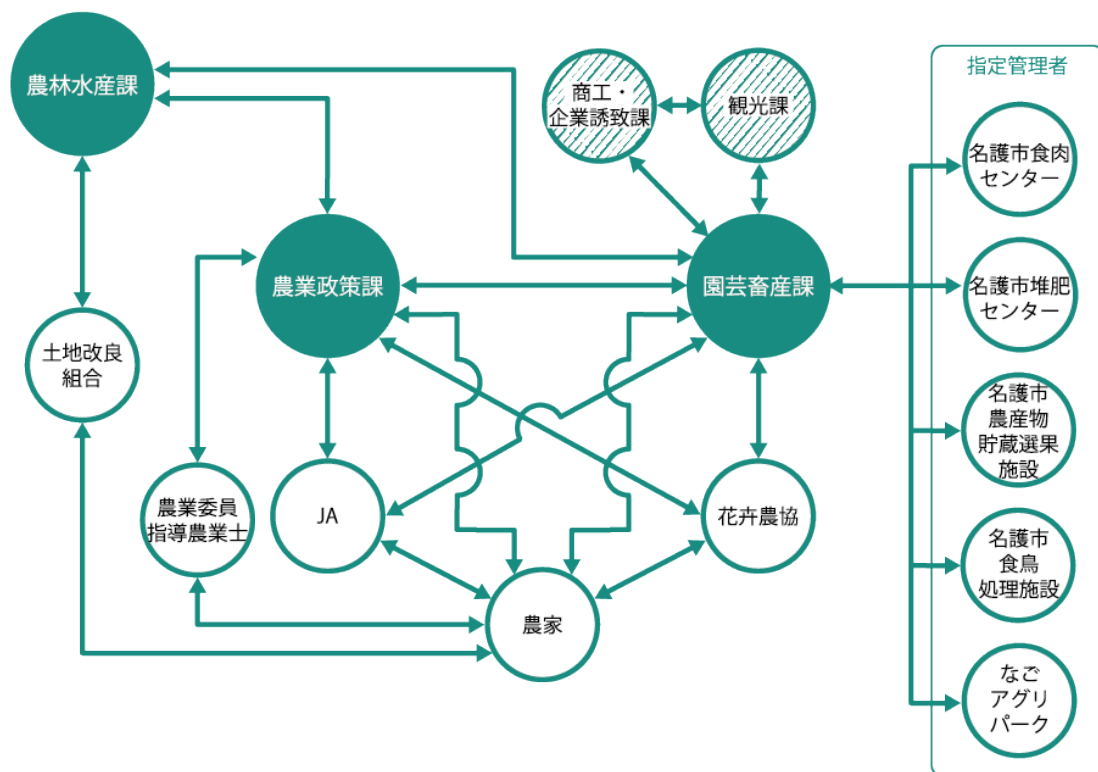 農林水産課
商工・
企業誘致課
観光課
指定管理者
名護市食肉
センター
農業政策課
園芸畜産課
名護市堆肥
センター
土地改良
組合
名護市
農産物
貯蔵選果
施設
農業委員
指導農業士
JA
花卉農協
名護市
食鳥
処理施設
農家
なご
アグリ
パーク